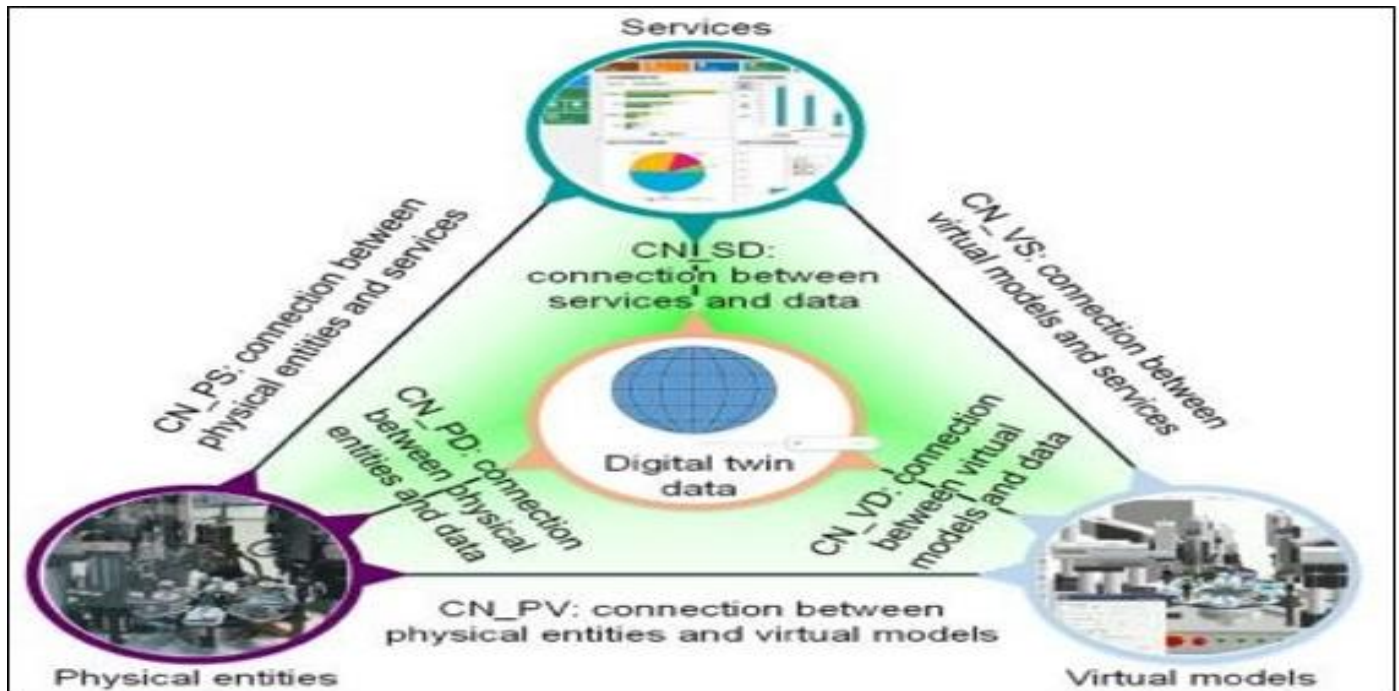 Services
CN_PS: connection between
physical entities and services
CN_VS: connection between
virtual models and services
CN_SD:
connection between
services and data
CN_PD: connection
between physical
entities and data
Digital twin
data
CN_VD: connection
between virtual
models and data
CN_PV: connection between
physical entities and virtual models
Physical entities
Virtual models